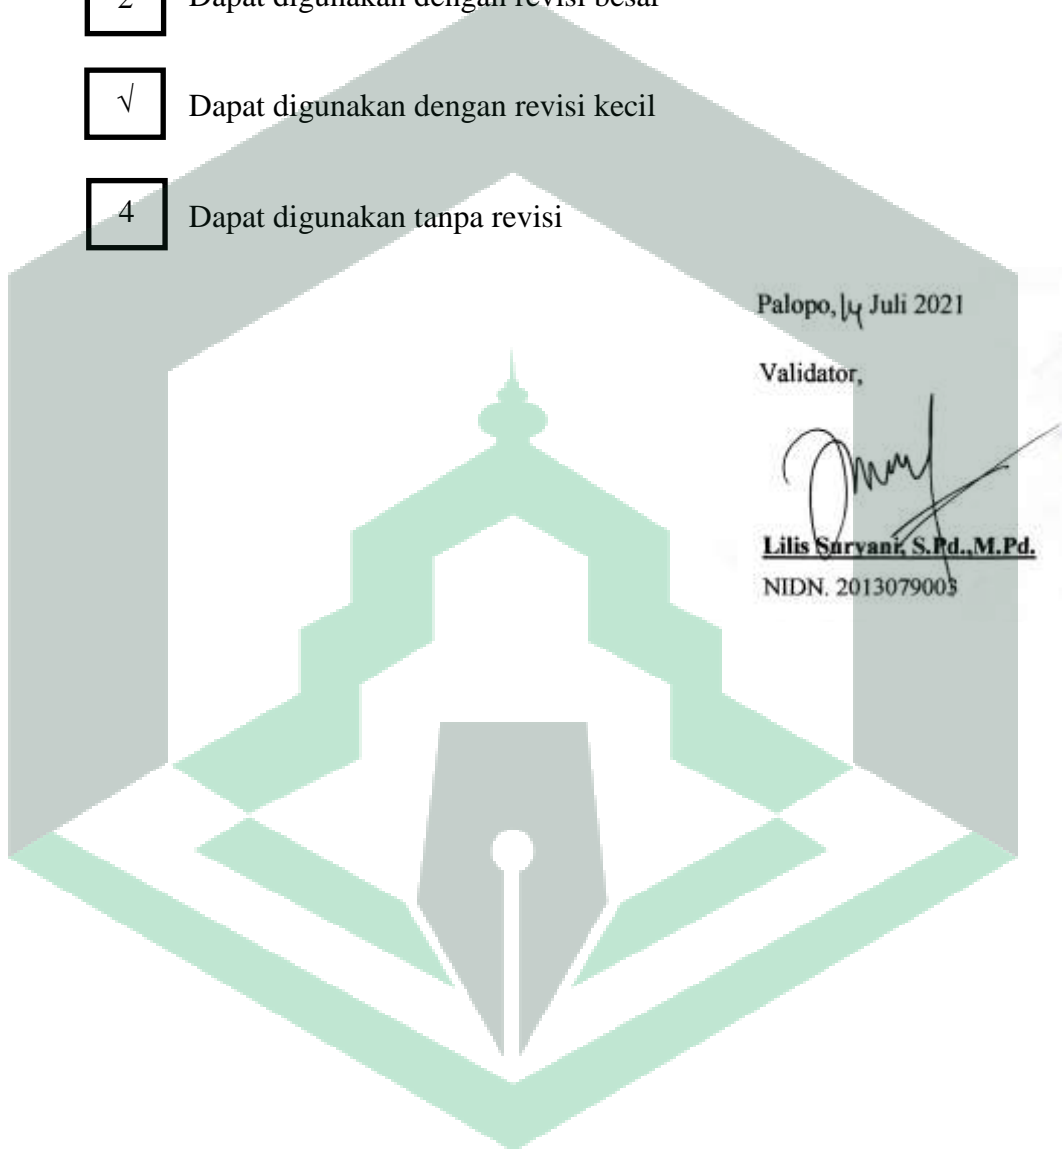 2 Dapat digunakan dengan revisi besar
√ Dapat digunakan dengan revisi kecil
4 Dapat digunakan tanpa revisi
Palopo, 14 Juli 2021
Validator,
Lilis Suryani, S.Pd.,M.Pd.
NIDN. 2013079003